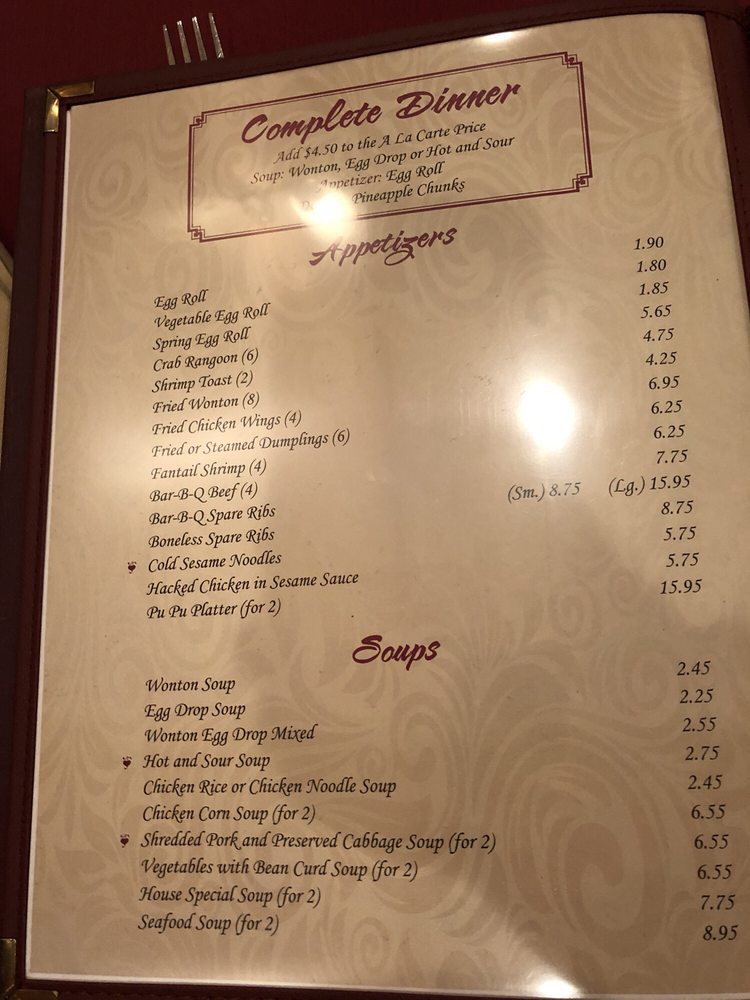 Complete Dinner
Add $4.50 to the A La Carte Price
Soup: Wonton, Egg Drop or Hot and Sour
Appetizer: Egg Roll
Pineapple Chunks
Appetizers
Egg Roll 1.90
Vegetable Egg Roll 1.80
Spring Egg Roll 1.85
Crab Rangoon (6) 5.65
Shrimp Toast (2) 4.75
Fried Wonton (8) 4.25
Fried Chicken Wings (4) 6.95
Fried or Steamed Dumplings (6) 6.25
Fantail Shrimp (4) 6.25
Bar-B-Q Beef (4) 7.75
Bar-B-Q Spare Ribs (Sm.) 8.75 (Lg.) 15.95
Boneless Spare Ribs 8.75
Cold Sesame Noodles 5.75
Hacked Chicken in Sesame Sauce 5.75
Pu Pu Platter (for 2) 15.95
Soups
Wonton Soup 2.45
Egg Drop Soup 2.25
Wonton Egg Drop Mixed 2.55
Hot and Sour Soup 2.75
Chicken Rice or Chicken Noodle Soup 2.45
Chicken Corn Soup (for 2) 6.55
Shredded Pork and Preserved Cabbage Soup (for 2) 6.55
Vegetables with Bean Curd Soup (for 2) 6.55
House Special Soup (for 2) 7.75
Seafood Soup (for 2) 8.95